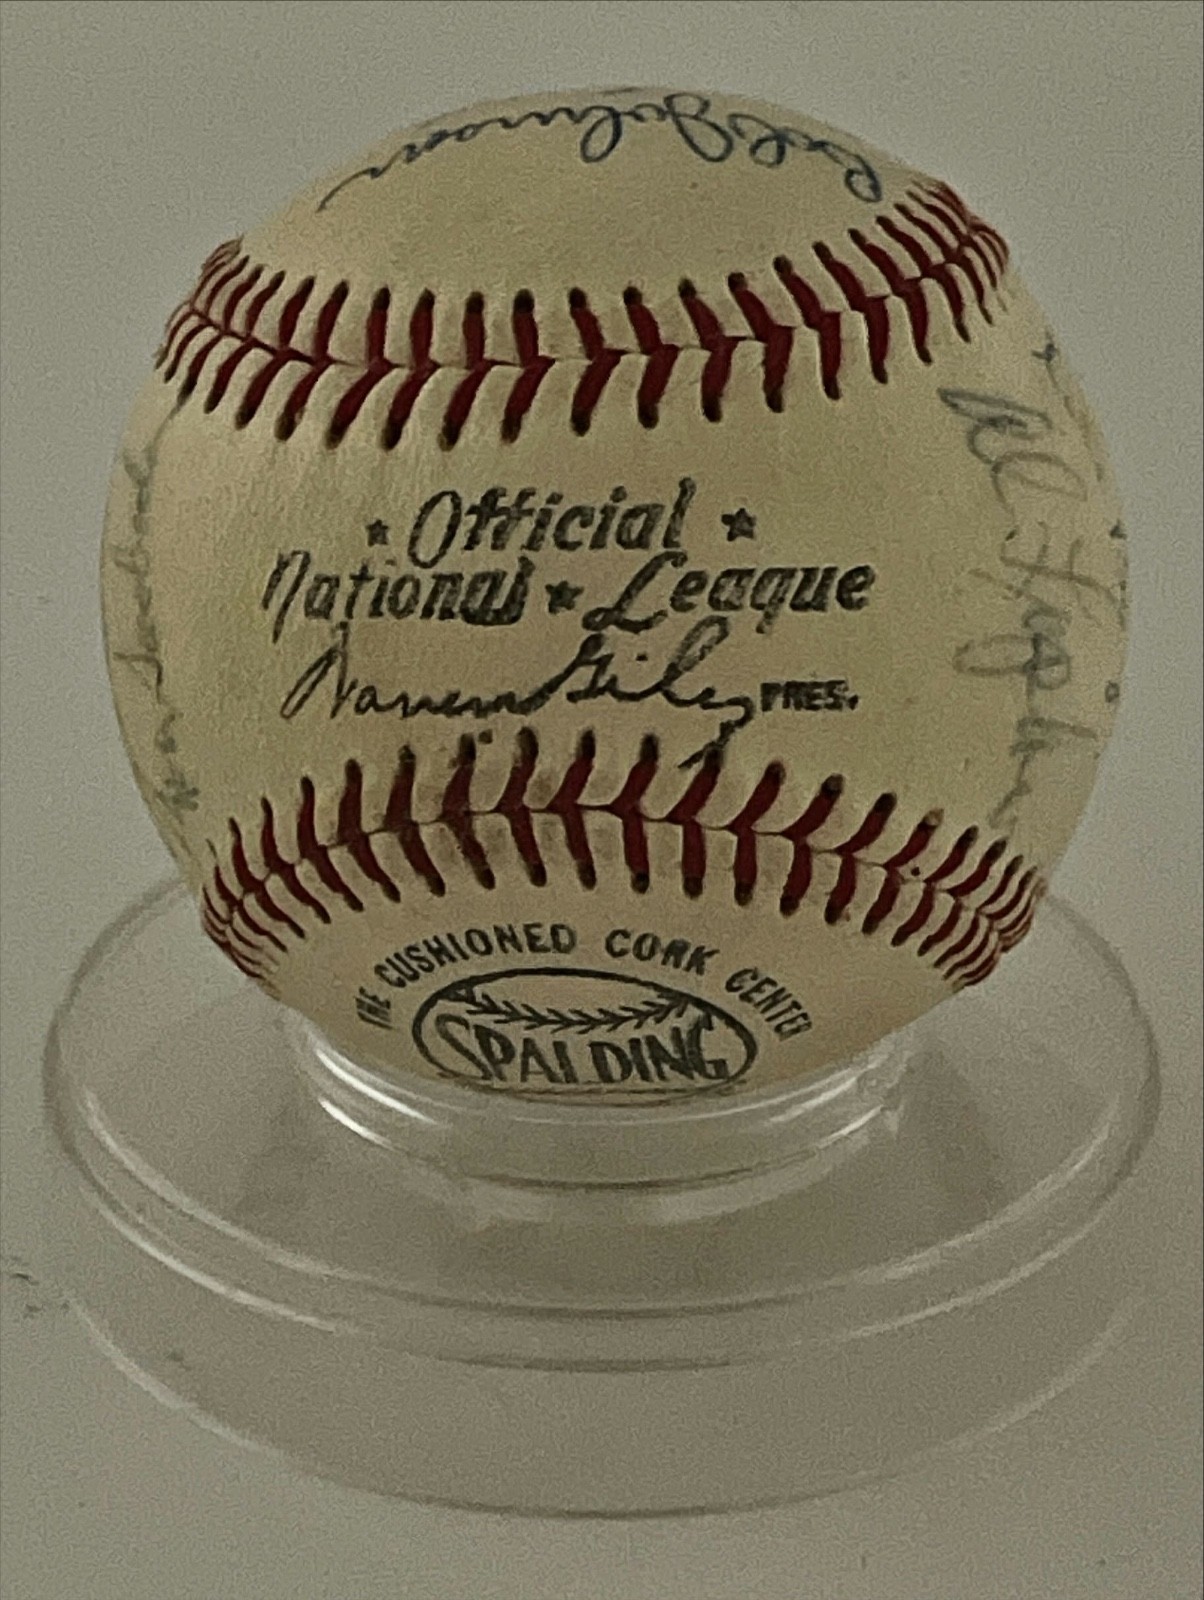 Bob Johnson
Official
National League
Warren Giles PRES.
THE CUSHIONED CORK CENTER
SPALDING